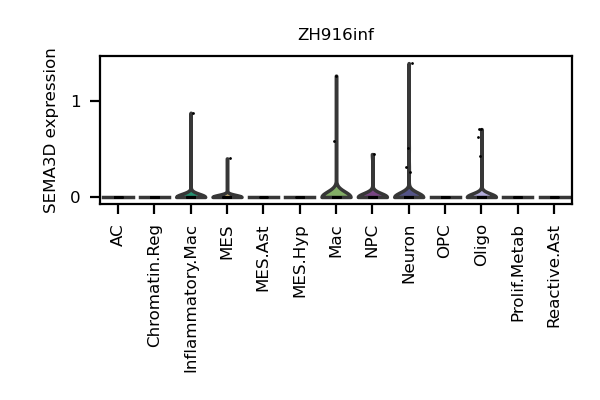 ZH916inf
SEMA3D expression
1
0
AC
Chromatin.Reg
Inflammatory.Mac
MES
MES.Ast
MES.Hyp
Mac
NPC
Neuron
OPC
Oligo
Prolif.Metab
Reactive.Ast